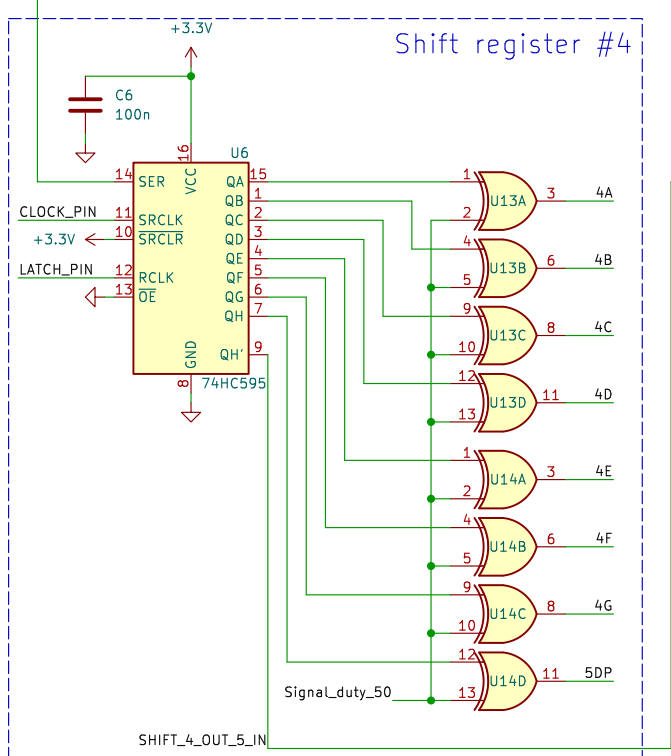 Shift register #4
+3.3V
C6
100n
16
U6
14
SER
VCC
QA
15
1
U13A
3
4A
QB
1
CLOCK_PIN
11
SRCLK
QC
2
2
+3.3V
10
SRCLR
QD
3
4
U13B
6
4B
QE
4
LATCH_PIN
12
RCLK
QF
5
5
13
OE
QG
6
9
U13C
8
4C
QH
7
GND
QH'
9
10
8
74HC595
12
U13D
11
4D
13
1
U14A
3
4E
2
4
U14B
6
4F
5
9
U14C
8
4G
10
12
U14D
11
5DP
Signal_duty_50
13
SHIFT_4_OUT_5_IN